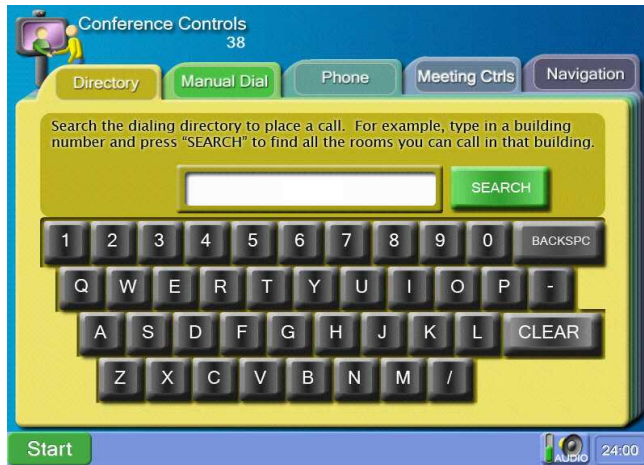 Conference Controls
38
Directory Manual Dial Phone Meeting Ctrls Navigation
Search the dialing directory to place a call. For example, type in a building
number and press “SEARCH” to find all the rooms you can call in that building.
SEARCH
1 2 3 4 5 6 7 8 9 0 BACKSPC
Q W E R T Y U I O P -
A S D F G H J K L CLEAR
Z X C V B N M /
Start AUDIO 24:00